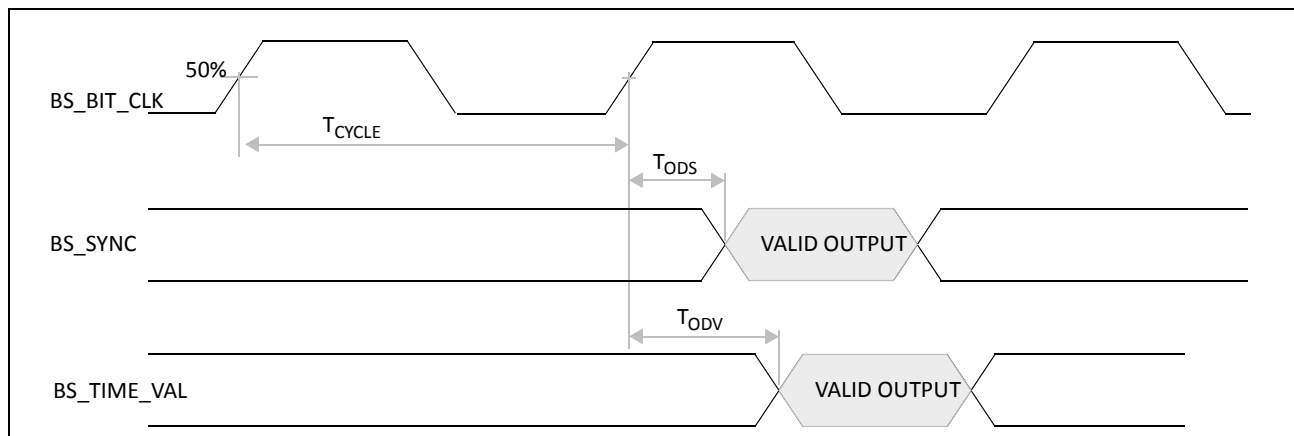 50%
BS_BIT_CLK
TCYCLE
TODS
BS_SYNC
VALID OUTPUT
TODV
BS_TIME_VAL
VALID OUTPUT